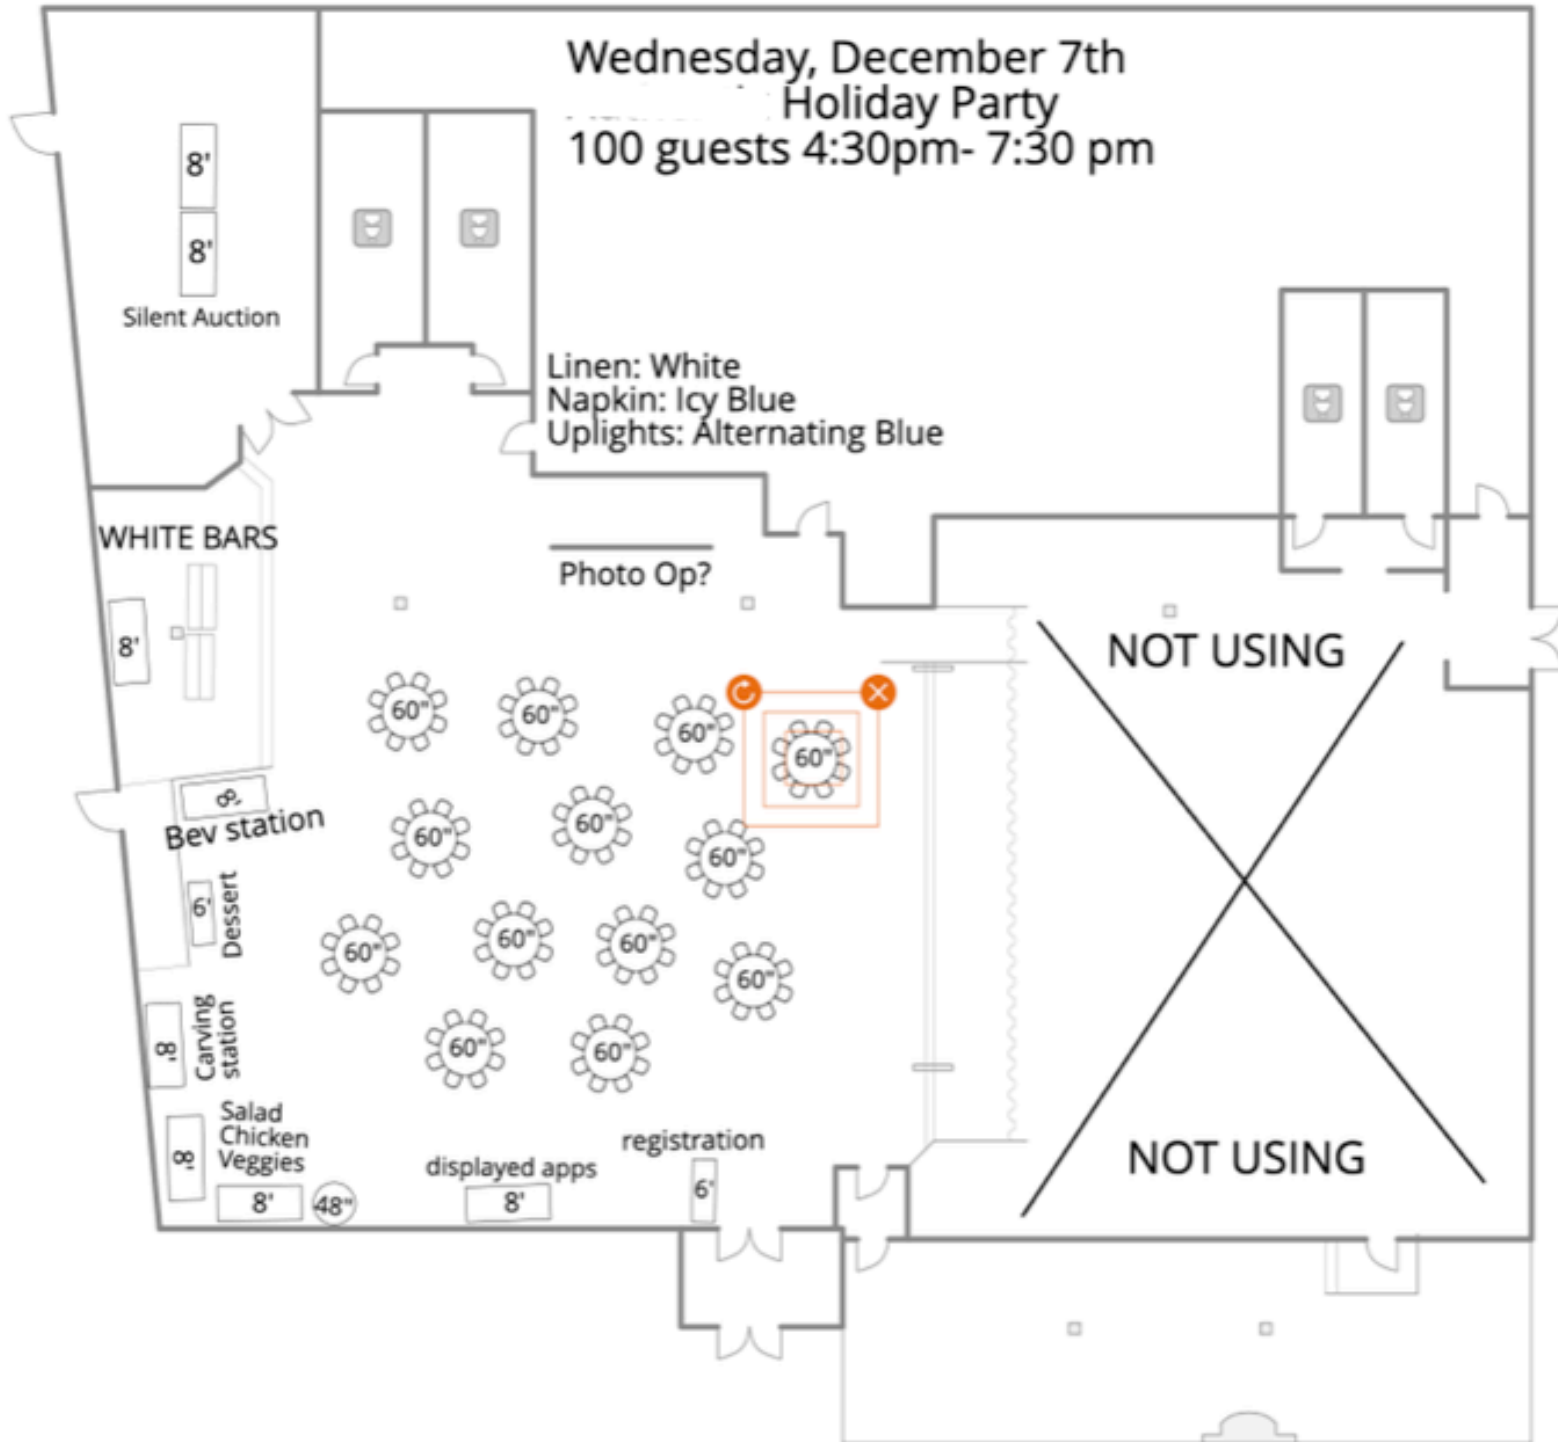 Wednesday, December 7th
Holiday Party
100 guests 4:30pm- 7:30 pm
8'
8'
Silent Auction
Linen: White
Napkin: Icy Blue
Uplights: Alternating Blue
WHITE BARS
8'
Photo Op?
NOT USING
60"
60"
60"
60"
8'
Bev station
60"
60"
60"
6'
Dessert
60"
60"
60"
60"
8'
Carving
station
60"
60"
8'
Salad
Chicken
Veggies
8'
48"
displayed apps
8'
registration
6'
NOT USING